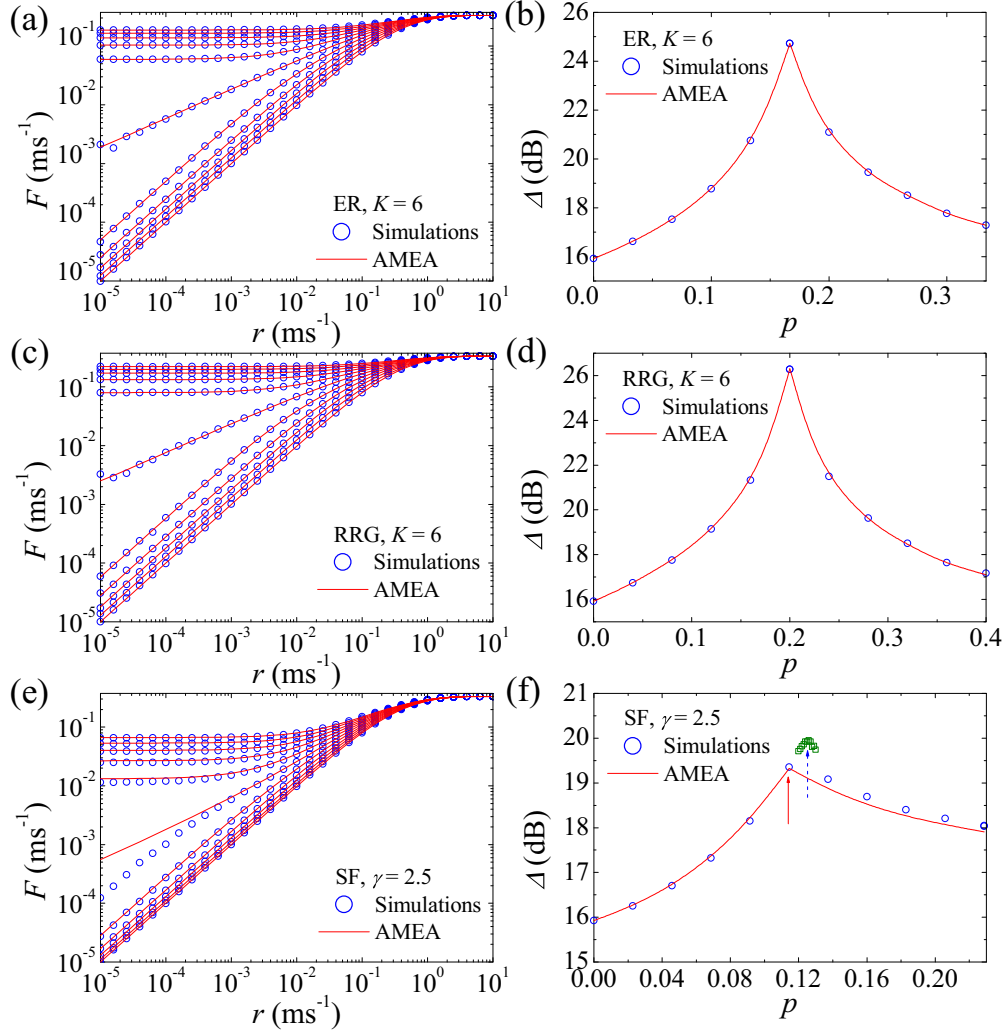 (a)
10⁻¹
10⁻²
10⁻³
10⁻⁴
10⁻⁵
F (ms⁻¹)
ER, K = 6
Simulations
AMEA
10⁻⁵ 10⁻⁴ 10⁻³ 10⁻² 10⁻¹ 10⁰ 10¹
r (ms⁻¹)
(b)
26
24
22
20
18
16
Δ (dB)
ER, K = 6
Simulations
AMEA
0.0 0.1 0.2 0.3
p
(c)
10⁻¹
10⁻²
10⁻³
10⁻⁴
10⁻⁵
F (ms⁻¹)
RRG, K = 6
Simulations
AMEA
10⁻⁵ 10⁻⁴ 10⁻³ 10⁻² 10⁻¹ 10⁰ 10¹
r (ms⁻¹)
(d)
26
24
22
20
18
16
Δ (dB)
RRG, K = 6
Simulations
AMEA
0.0 0.1 0.2 0.3 0.4
p
(e)
10⁻¹
10⁻²
10⁻³
10⁻⁴
10⁻⁵
F (ms⁻¹)
SF, γ = 2.5
Simulations
AMEA
10⁻⁵ 10⁻⁴ 10⁻³ 10⁻² 10⁻¹ 10⁰ 10¹
r (ms⁻¹)
(f)
21
20
19
18
17
16
15
Δ (dB)
SF, γ = 2.5
Simulations
AMEA
0.00 0.04 0.08 0.12 0.16 0.20
p